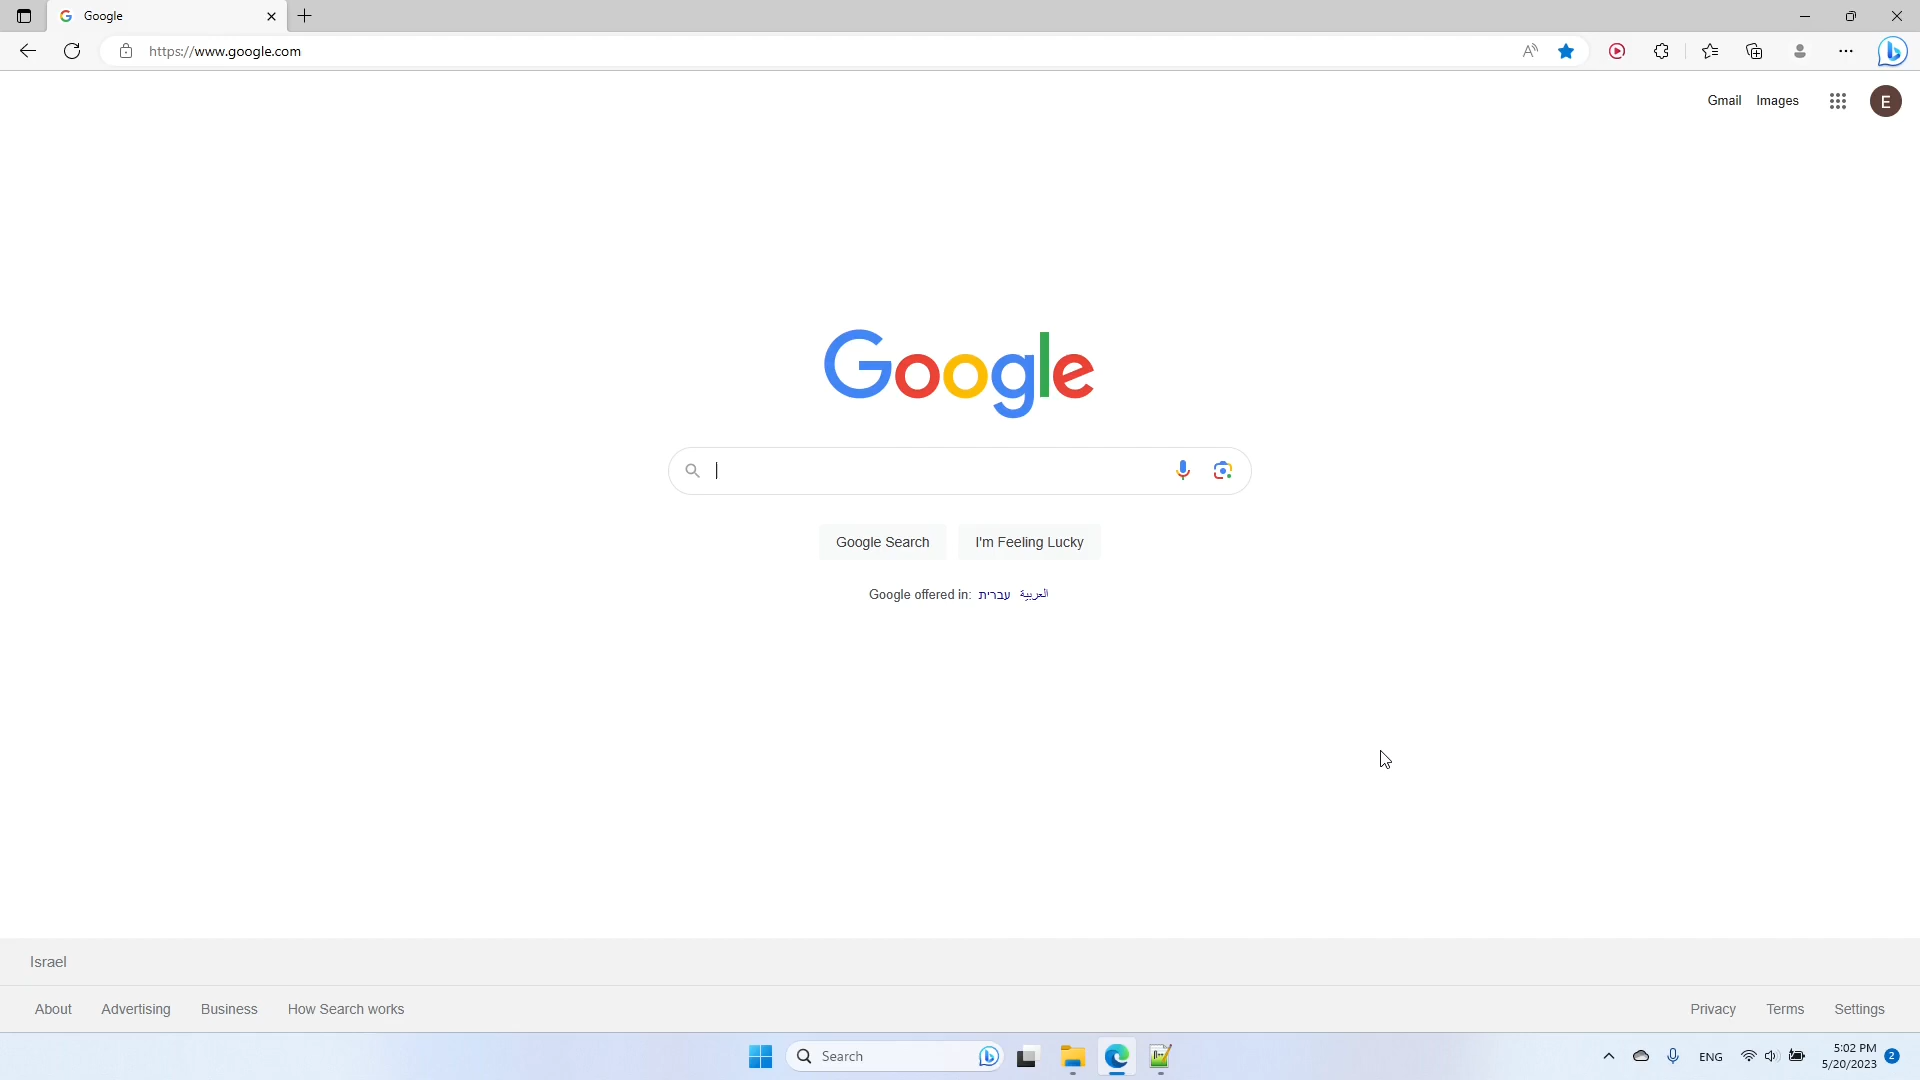 Google
https://www.google.com
Gmail Images
E
Google
Google Search I'm Feeling Lucky
Google offered in: עברית العربية
Israel
About Advertising Business How Search works
Privacy Terms Settings
Search
ENG
5:02 PM
5/20/2023
2